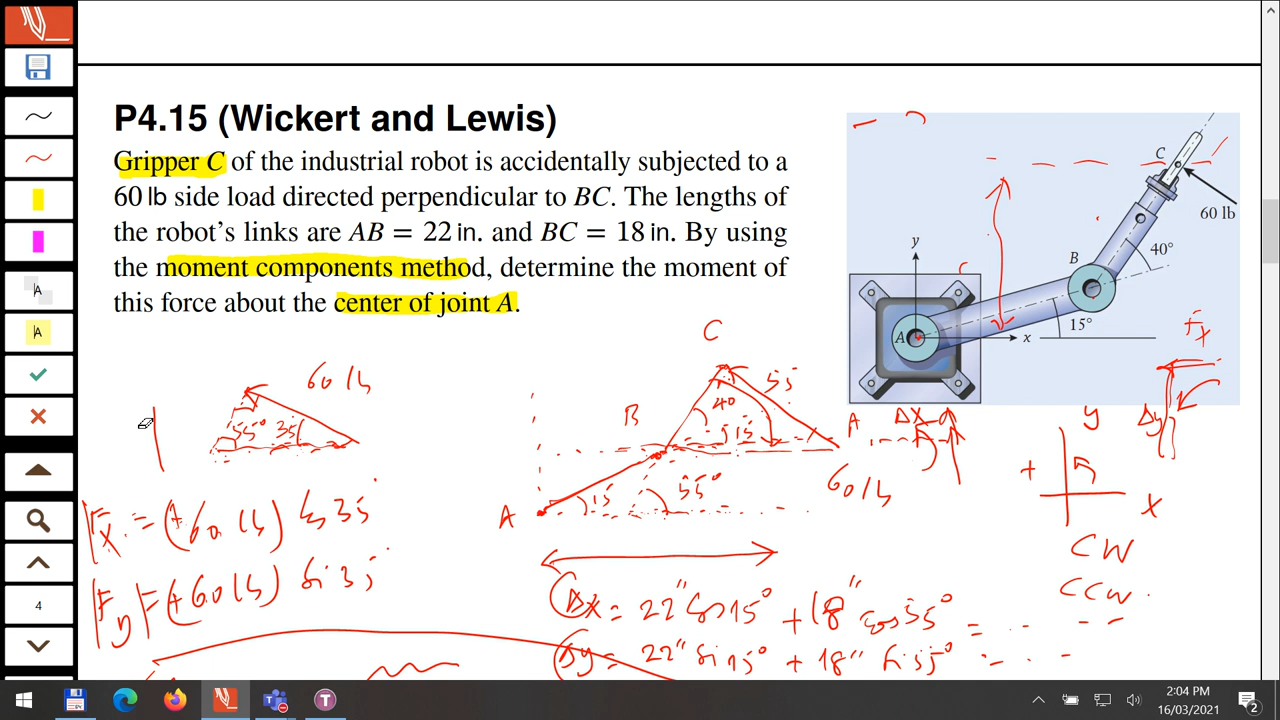 P4.15 (Wickert and Lewis)
Gripper C of the industrial robot is accidentally subjected to a
60 lb side load directed perpendicular to BC. The lengths of
the robot's links are AB = 22 in. and BC = 18 in. By using
the moment components method, determine the moment of
this force about the center of joint A.
C
60 lb
y
B
40°
A
x
15°
60 lb
55° 35
C
55
40
B
15
A
15
55°
60 lb
A
Δx
Fx
Δy
y
+
x
CW
CCW
|Fx| = (+60 lb) cos 35°
|Fy| = (+60 lb) sin 35
Δx = 22" cos 15° + 18" cos 55° = . . - -
Δy = 22" sin 15° + 18" sin 55° = . . -
4
2:04 PM
16/03/2021
2